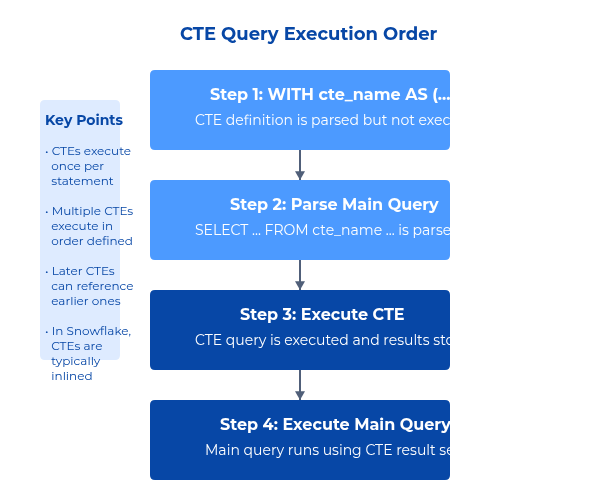 CTE Query Execution Order
Key Points
• CTEs execute
once per
statement
• Multiple CTEs
execute in
order defined
• Later CTEs
can reference
earlier ones
• In Snowflake,
CTEs are
typically
inlined
Step 1: WITH cte_name AS (...
CTE definition is parsed but not exec
Step 2: Parse Main Query
SELECT ... FROM cte_name ... is parse
Step 3: Execute CTE
CTE query is executed and results sto
Step 4: Execute Main Query
Main query runs using CTE result se